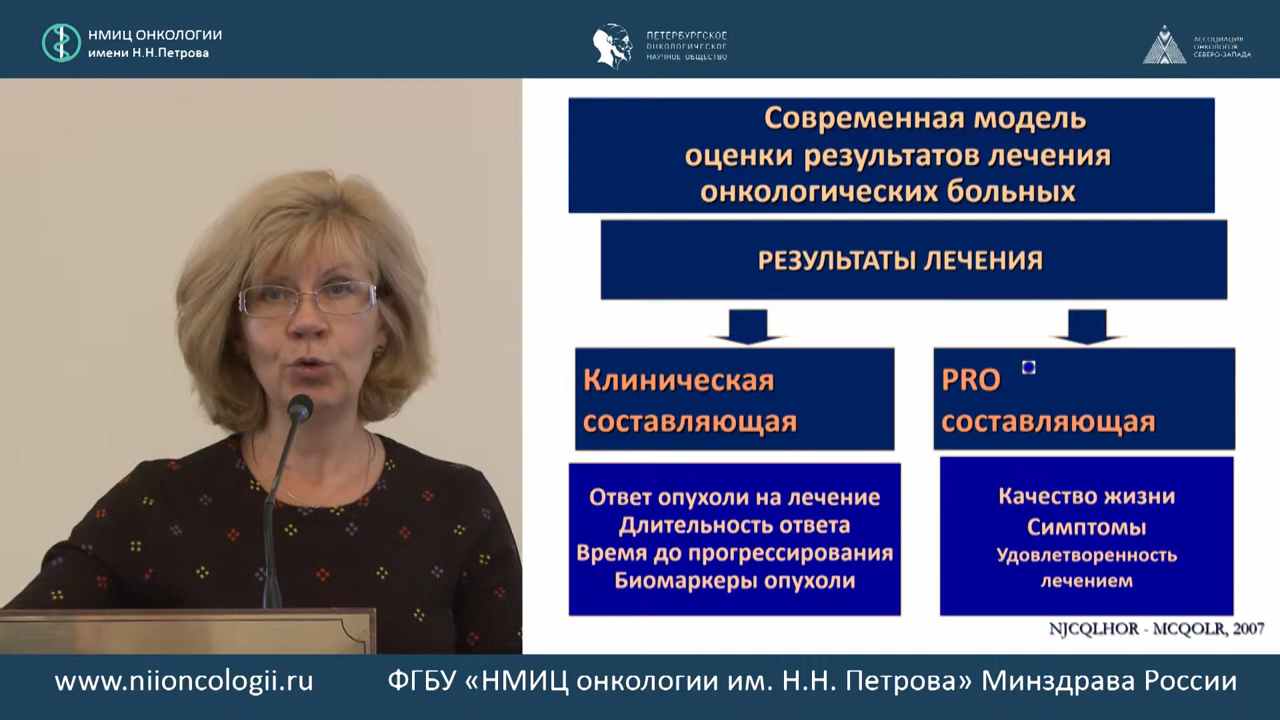 НМИЦ ОНКОЛОГИИ
имени Н.Н.Петрова
ПЕТЕРБУРГСКОЕ
ОНКОЛОГИЧЕСКОЕ
НАУЧНОЕ ОБЩЕСТВО
АССОЦИАЦИЯ
ОНКОЛОГОВ
СЕВЕРО-ЗАПАДА
Современная модель
оценки результатов лечения
онкологических больных
РЕЗУЛЬТАТЫ ЛЕЧЕНИЯ
Клиническая
составляющая
Ответ опухоли на лечение
Длительность ответа
Время до прогрессирования
Биомаркеры опухоли
PRO
составляющая
Качество жизни
Симптомы
Удовлетворенность
лечением
NJCQLHOR - MCQOLR, 2007
www.niioncologii.ru
ФГБУ «НМИЦ онкологии им. Н.Н. Петрова» Минздрава России